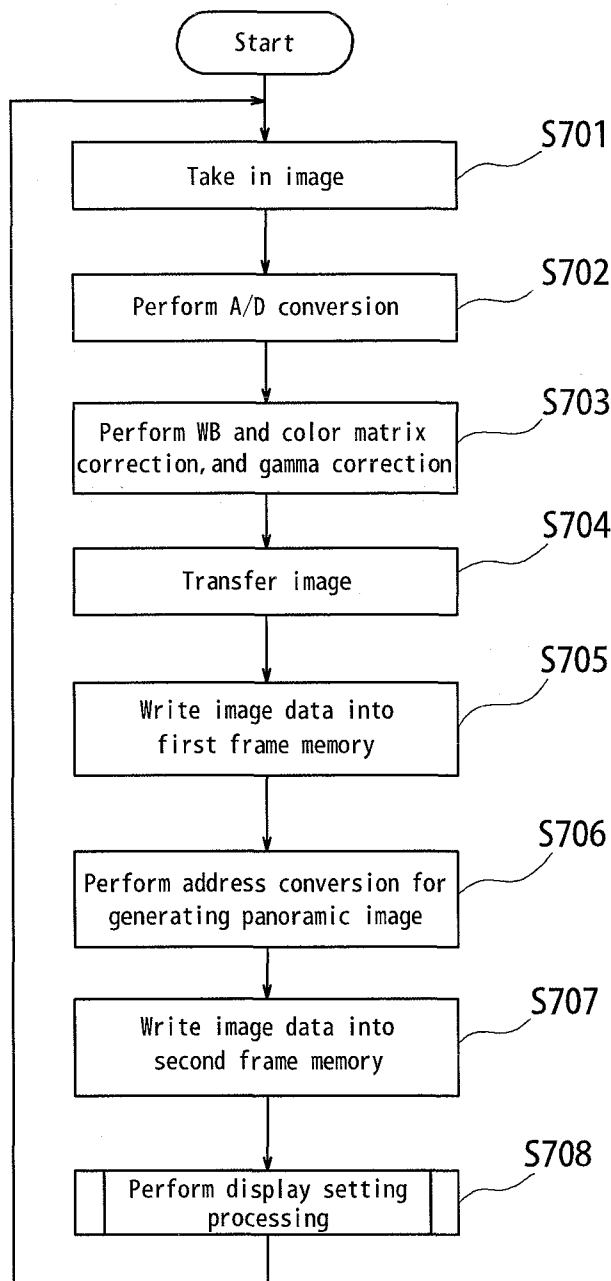 Start
S701
Take in image
S702
Perform A/D conversion
S703
Perform WB and color matrix
correction, and gamma correction
S704
Transfer image
S705
Write image data into
first frame memory
S706
Perform address conversion for
generating panoramic image
S707
Write image data into
second frame memory
S708
Perform display setting
processing